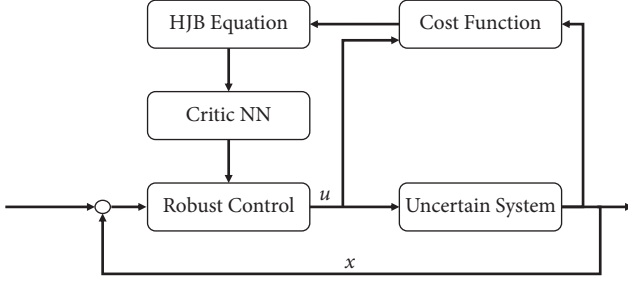 HJB Equation
Cost Function
Critic NN
Robust Control
u
Uncertain System
x